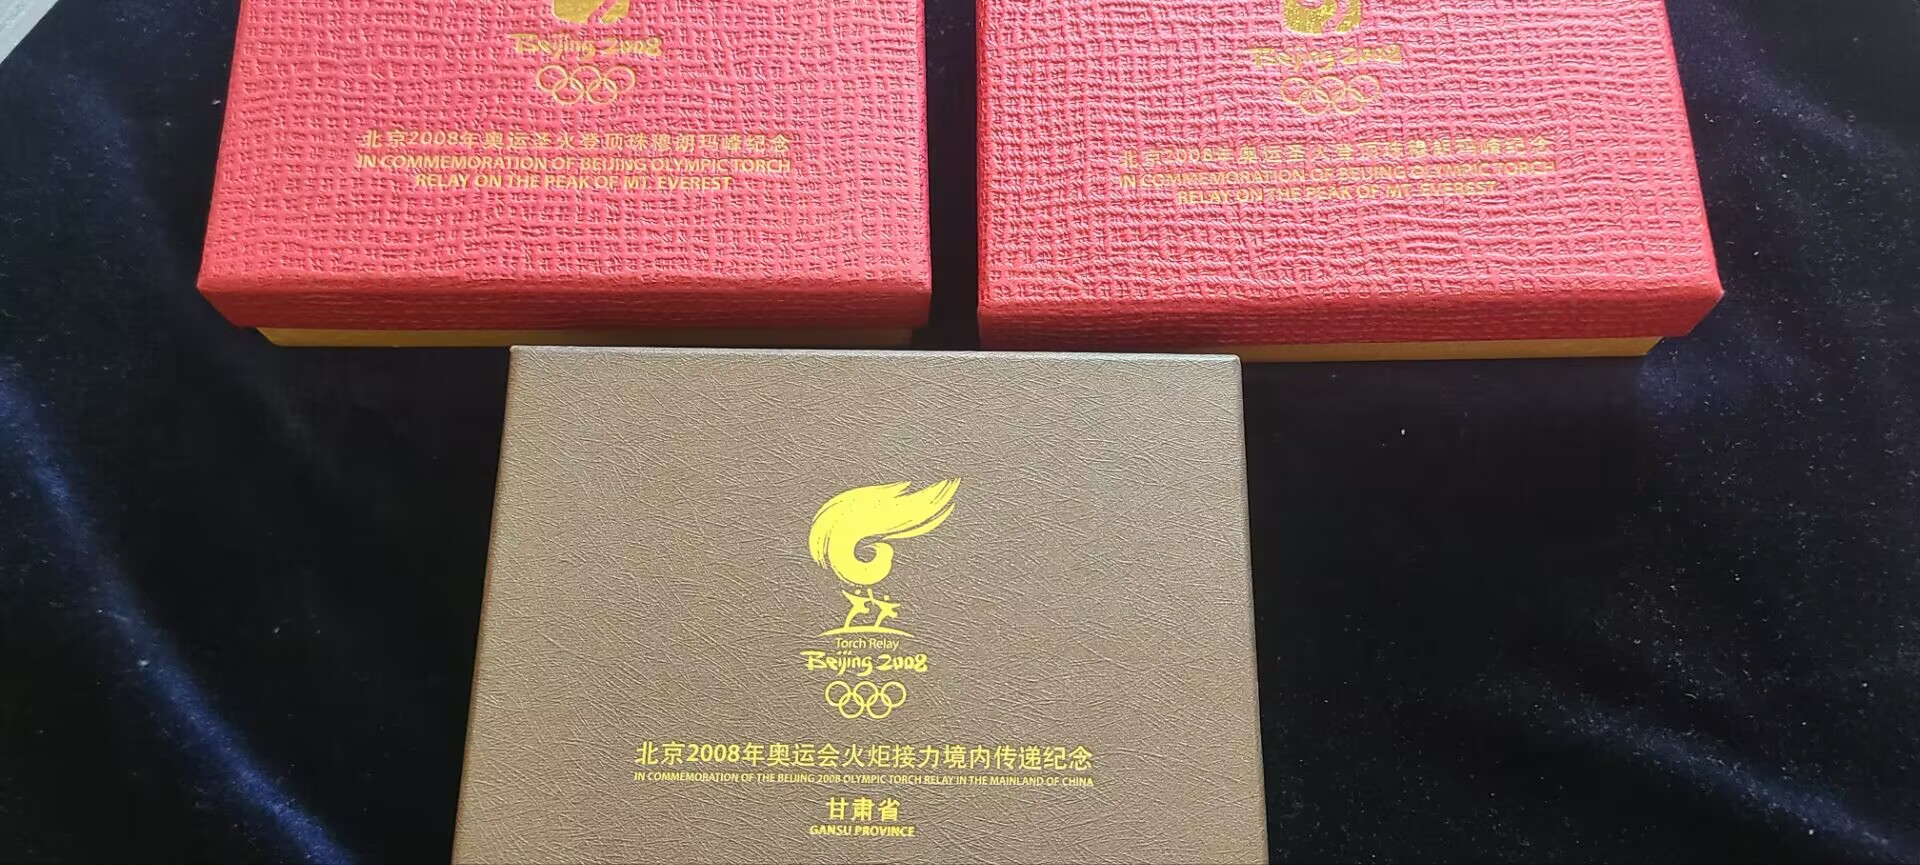 Beijing 2008
北京2008年奥运圣火登顶珠穆朗玛峰纪念
IN COMMEMORATION OF BEIJING OLYMPIC TORCH
RELAY ON THE PEAK OF MT. EVEREST
Beijing 2008
北京2008年奥运圣火登顶珠穆朗玛峰纪念
IN COMMEMORATION OF BEIJING OLYMPIC TORCH
RELAY ON THE PEAK OF MT. EVEREST
Torch Relay
Beijing 2008
北京2008年奥运会火炬接力境内传递纪念
IN COMMEMORATION OF THE BEIJING 2008 OLYMPIC TORCH RELAY IN THE MAINLAND OF CHINA
甘肃省
GANSU PROVINCE